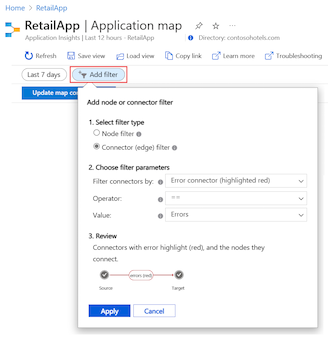 Home > RetailApp
RetailApp | Application map
Application Insights | Last 12 hours - RetailApp
Directory: contosohotels.com
Refresh Save view Load view Copy link Learn more Troubleshooting
Last 7 days Add filter
Update map co
Add node or connector filter
1. Select filter type
Node filter
Connector (edge) filter
2. Choose filter parameters
Filter connectors by: Error connector (highlighted red)
Operator: ==
Value: Errors
3. Review
Connectors with error highlight (red), and the nodes they
connect.
errors (red)
Source Target
Apply Cancel